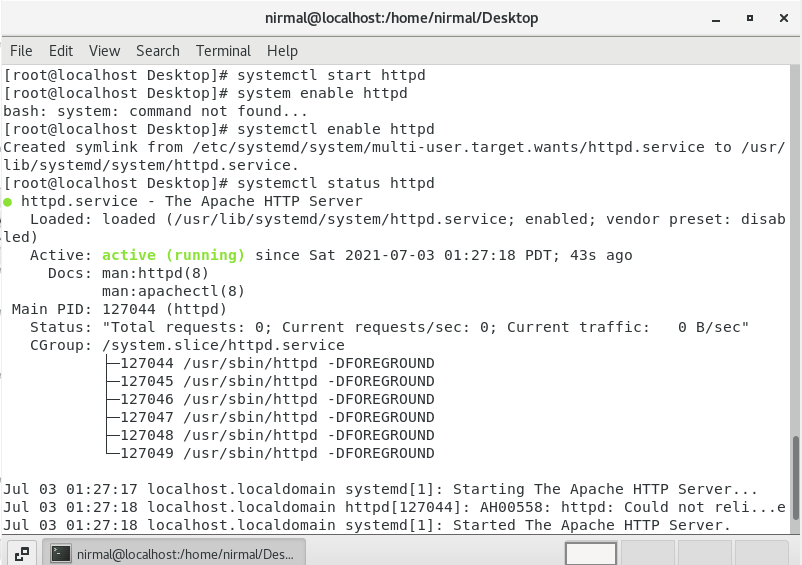 nirmal@localhost:/home/nirmal/Desktop
File Edit View Search Terminal Help
[root@localhost Desktop]# systemctl start httpd
[root@localhost Desktop]# system enable httpd
bash: system: command not found...
[root@localhost Desktop]# systemctl enable httpd
Created symlink from /etc/systemd/system/multi-user.target.wants/httpd.service to /usr/
lib/systemd/system/httpd.service.
[root@localhost Desktop]# systemctl status httpd
● httpd.service - The Apache HTTP Server
   Loaded: loaded (/usr/lib/systemd/system/httpd.service; enabled; vendor preset: disab
led)
   Active: active (running) since Sat 2021-07-03 01:27:18 PDT; 43s ago
     Docs: man:httpd(8)
           man:apachectl(8)
 Main PID: 127044 (httpd)
   Status: "Total requests: 0; Current requests/sec: 0; Current traffic:   0 B/sec"
   CGroup: /system.slice/httpd.service
           ├─127044 /usr/sbin/httpd -DFOREGROUND
           ├─127045 /usr/sbin/httpd -DFOREGROUND
           ├─127046 /usr/sbin/httpd -DFOREGROUND
           ├─127047 /usr/sbin/httpd -DFOREGROUND
           ├─127048 /usr/sbin/httpd -DFOREGROUND
           └─127049 /usr/sbin/httpd -DFOREGROUND
Jul 03 01:27:17 localhost.localdomain systemd[1]: Starting The Apache HTTP Server...
Jul 03 01:27:18 localhost.localdomain httpd[127044]: AH00558: httpd: Could not reli...e
Jul 03 01:27:18 localhost.localdomain systemd[1]: Started The Apache HTTP Server.
nirmal@localhost:/home/nirmal/Des...